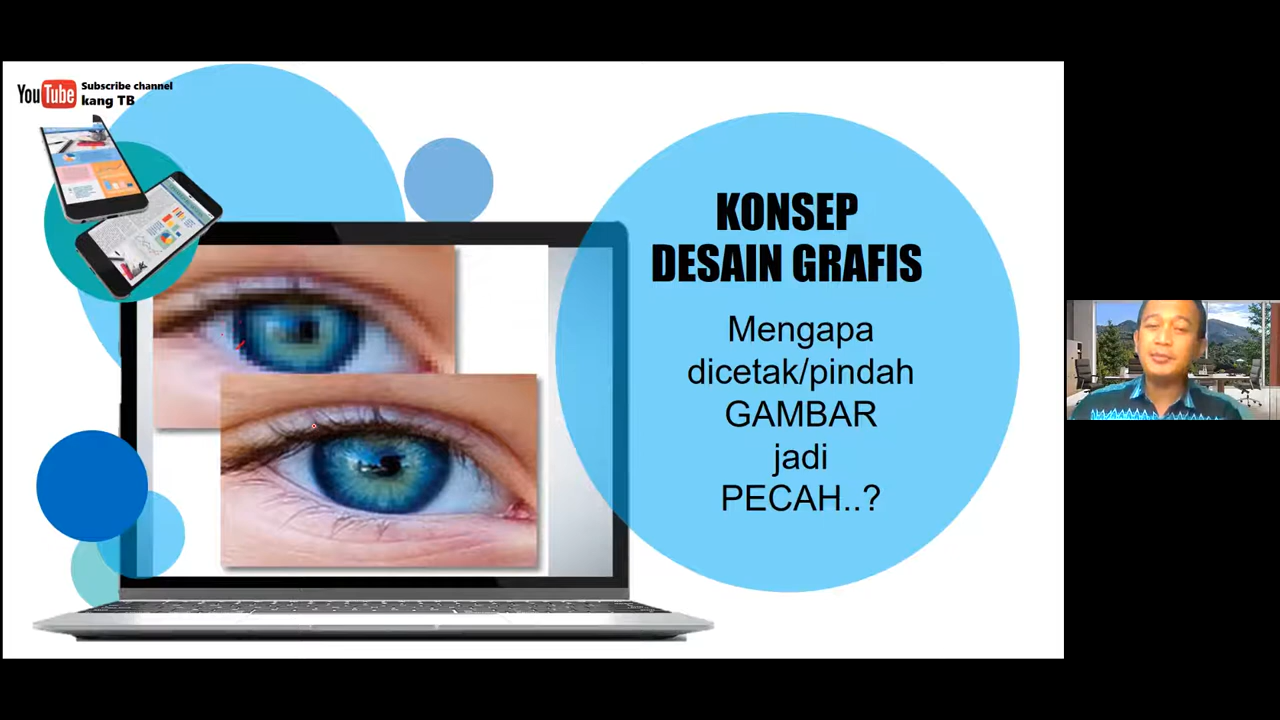 YouTube
Subscribe channel
kang TB
KONSEP
DESAIN GRAFIS
Mengapa
dicetak/pindah
GAMBAR
jadi
PECAH..?